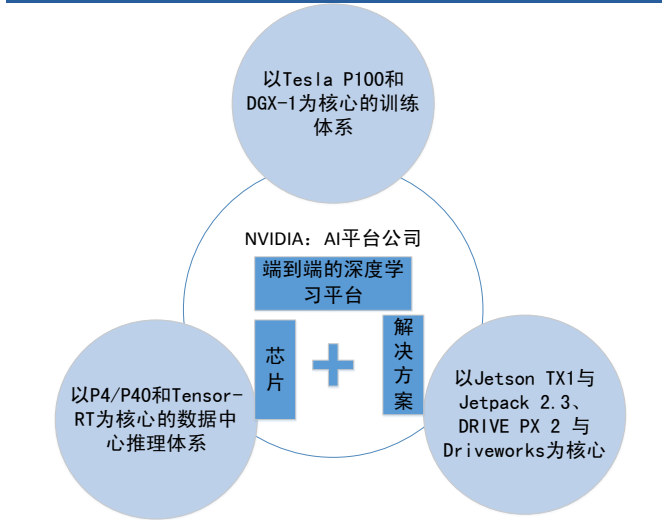 以Tesla P100和
DGX-1为核心的训练
体系
NVIDIA：AI平台公司
端到端的深度学
习平台
芯
片
解
决
方
案
以P4/P40和Tensor-
RT为核心的数据中
心推理体系
以Jetson TX1与
Jetpack 2.3、
DRIVE PX 2 与
Driveworks为核心